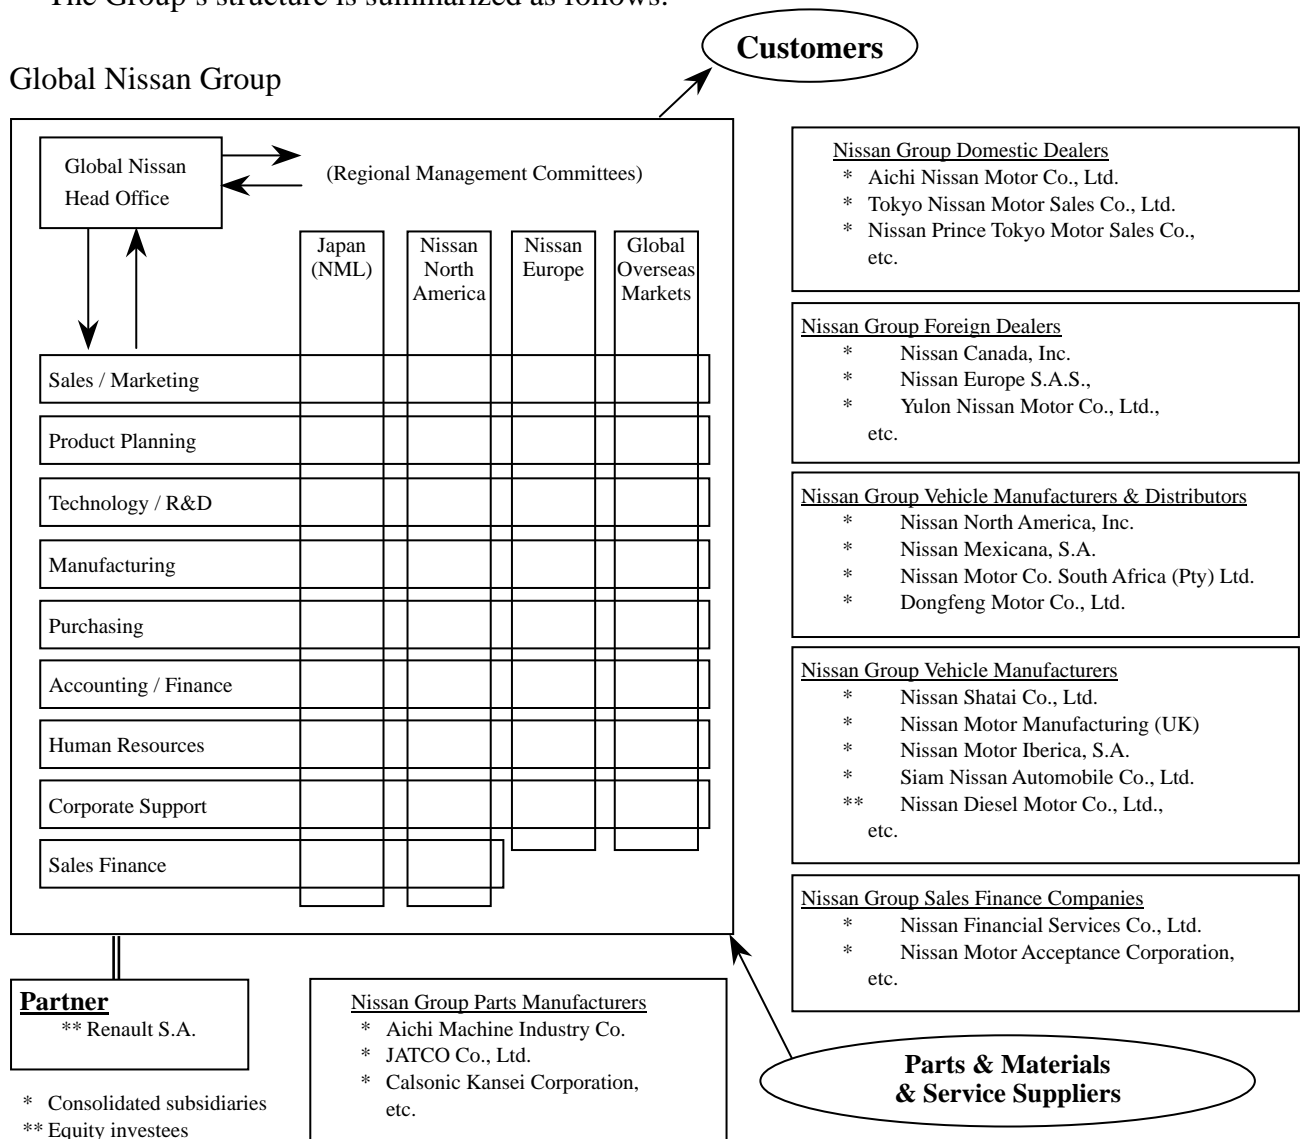 The Group's structure is summarized as follows:
Customers
Global Nissan Group
Global Nissan
Head Office
(Regional Management Committees)
Japan
(NML)
Nissan
North
America
Nissan
Europe
Global
Overseas
Markets
Sales / Marketing
Product Planning
Technology / R&D
Manufacturing
Purchasing
Accounting / Finance
Human Resources
Corporate Support
Sales Finance
Nissan Group Domestic Dealers
* Aichi Nissan Motor Co., Ltd.
* Tokyo Nissan Motor Sales Co., Ltd.
* Nissan Prince Tokyo Motor Sales Co.,
etc.
Nissan Group Foreign Dealers
* Nissan Canada, Inc.
* Nissan Europe S.A.S.,
* Yulon Nissan Motor Co., Ltd.,
etc.
Nissan Group Vehicle Manufacturers & Distributors
* Nissan North America, Inc.
* Nissan Mexicana, S.A.
* Nissan Motor Co. South Africa (Pty) Ltd.
* Dongfeng Motor Co., Ltd.
Nissan Group Vehicle Manufacturers
* Nissan Shatai Co., Ltd.
* Nissan Motor Manufacturing (UK)
* Nissan Motor Iberica, S.A.
* Siam Nissan Automobile Co., Ltd.
** Nissan Diesel Motor Co., Ltd.,
etc.
Nissan Group Sales Finance Companies
* Nissan Financial Services Co., Ltd.
* Nissan Motor Acceptance Corporation,
etc.
Partner
** Renault S.A.
Nissan Group Parts Manufacturers
* Aichi Machine Industry Co.
* JATCO Co., Ltd.
* Calsonic Kansei Corporation,
etc.
Parts & Materials
& Service Suppliers
* Consolidated subsidiaries
** Equity investees